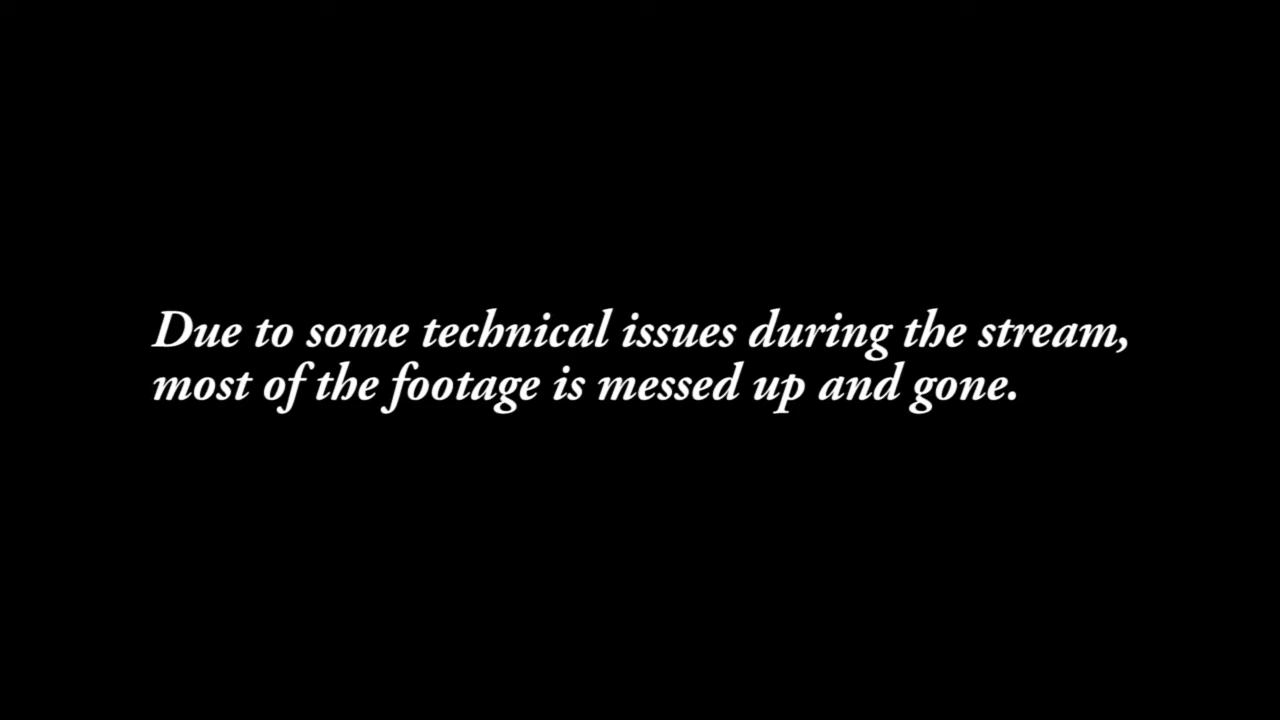 Due to some technical issues during the stream,
most of the footage is messed up and gone.